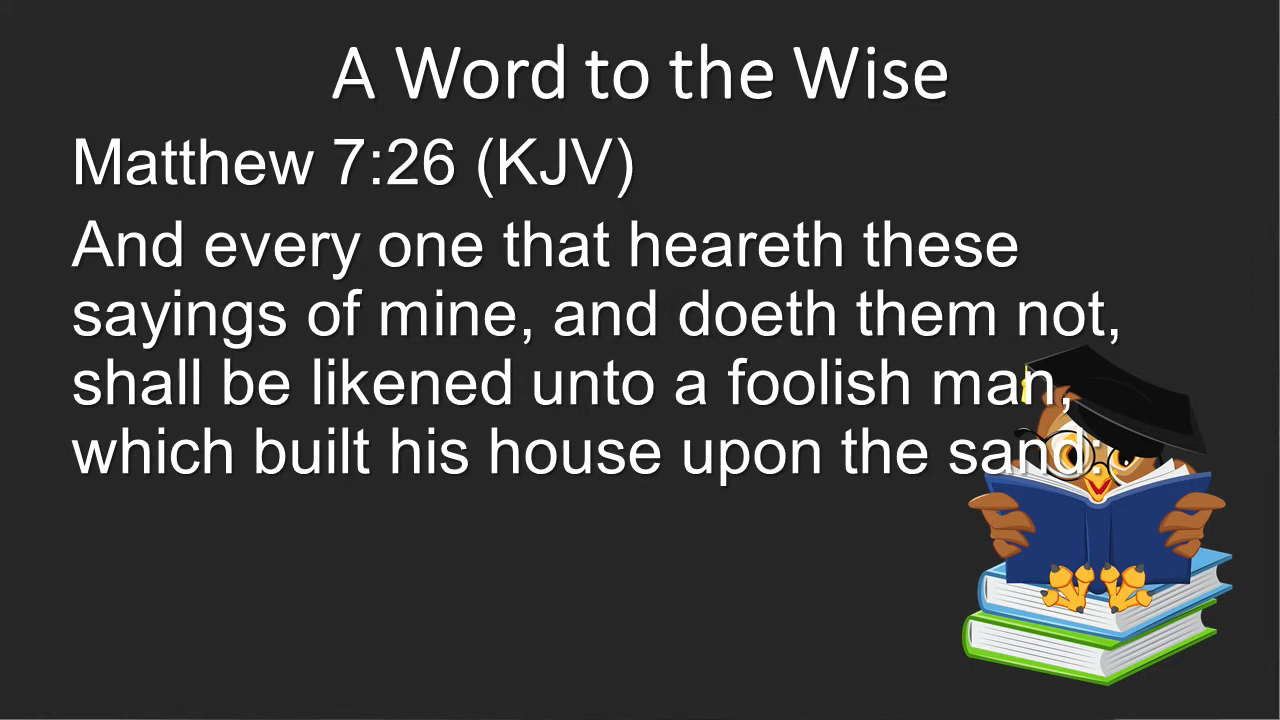 A Word to the Wise
Matthew 7:26 (KJV)
And every one that heareth these
sayings of mine, and doeth them not,
shall be likened unto a foolish man,
which built his house upon the sand: